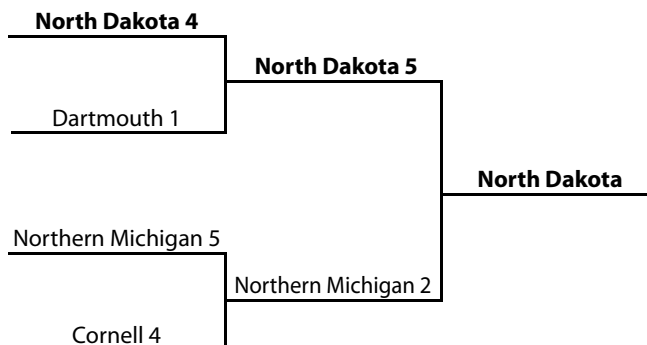 North Dakota 4
North Dakota 5
Dartmouth 1
North Dakota
Northern Michigan 5
Northern Michigan 2
Cornell 4